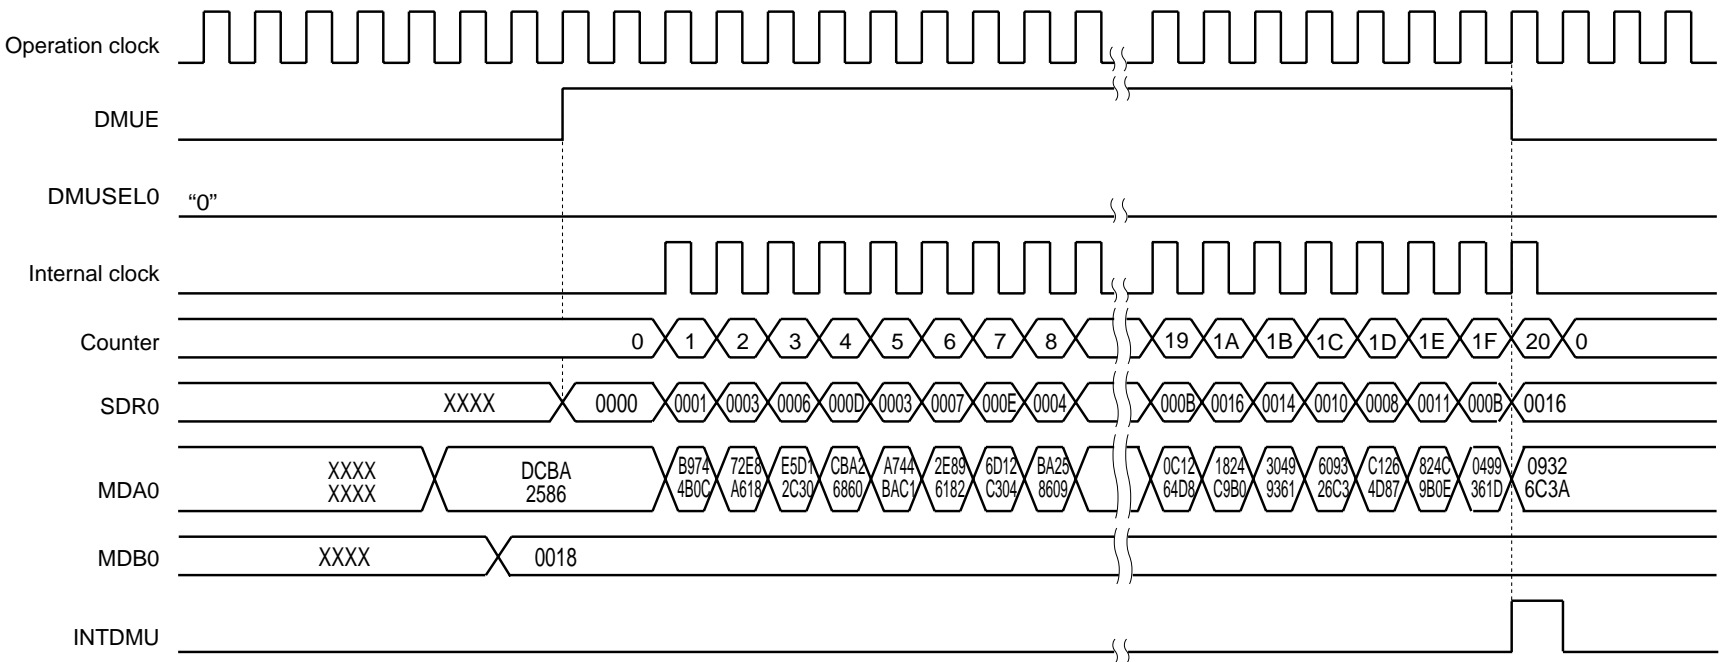 Operation clock
DMUE
DMUSEL0 “0”
Internal clock
Counter 0 1 2 3 4 5 6 7 8 19 1A 1B 1C 1D 1E 1F 20 0
SDR0 XXXX 0000 0001 0003 0006 000D 0003 0007 000E 0004 000B 0016 0014 0010 0008 0011 000B 0016
XXXX DCBA B974 72E8 E5D1 CBA2 A744 2E89 6D12 BA25 0C12 1824 3049 6093 C126 824C 0499 0932
MDA0 XXXX 2586 4B0C A618 2C30 6860 BAC1 6182 C304 8609 64D8 C9B0 9361 26C3 4D87 9B0E 361D 6C3A
MDB0 XXXX 0018
INTDMU